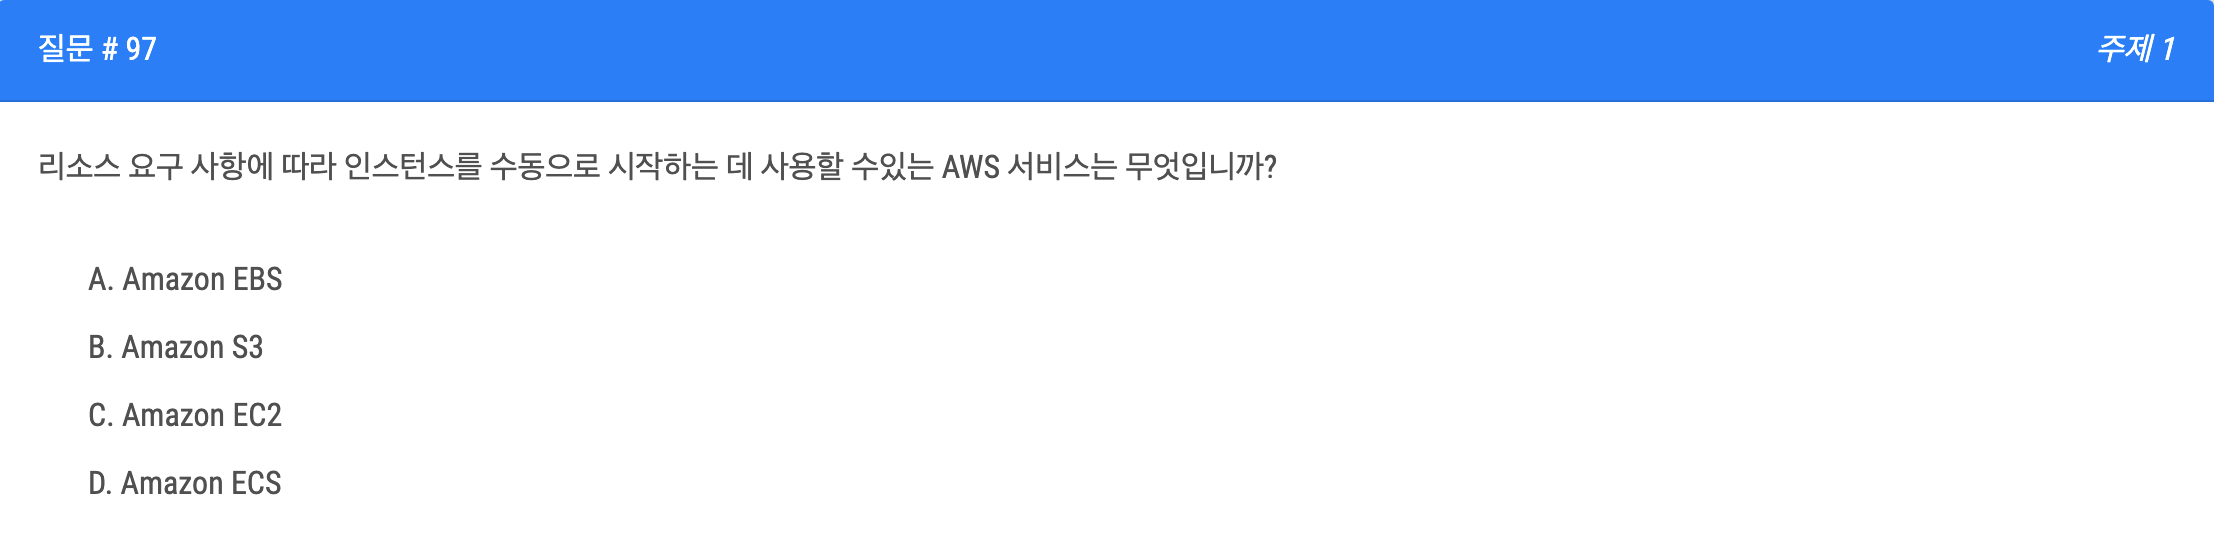 질문 # 97
주제 1
리소스 요구 사항에 따라 인스턴스를 수동으로 시작하는 데 사용할 수있는 AWS 서비스는 무엇입니까?
A. Amazon EBS
B. Amazon S3
C. Amazon EC2
D. Amazon ECS